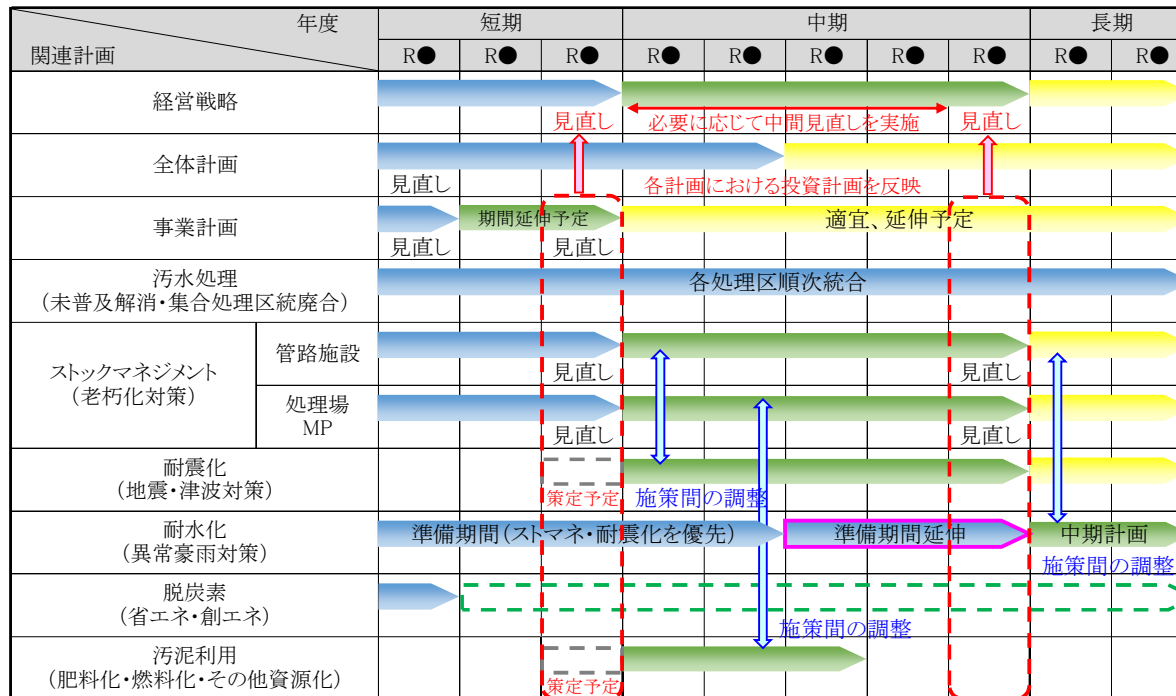 年度
関連計画
短期
中期
長期
R●
R●
R●
R●
R●
R●
R●
R●
R●
R●
経営戦略
見直し
必要に応じて中間見直しを実施
見直し
全体計画
見直し
各計画における投資計画を反映
事業計画
期間延伸予定
適宜、延伸予定
見直し
見直し
汚水処理
(未普及解消・集合処理区統廃合)
各処理区順次統合
ストックマネジメント
(老朽化対策)
管路施設
見直し
見直し
処理場
MP
見直し
見直し
耐震化
(地震・津波対策)
策定予定
施策間の調整
耐水化
(異常豪雨対策)
準備期間(ストマネ・耐震化を優先)
準備期間延伸
中期計画
施策間の調整
脱炭素
(省エネ・創エネ)
施策間の調整
汚泥利用
(肥料化・燃料化・その他資源化)
策定予定